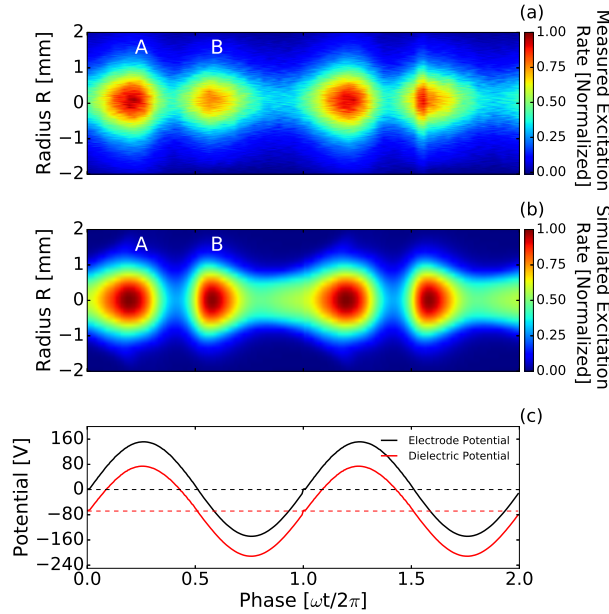 (a)
2
1
0
−1
−2
Radius R [mm]
A
B
1.00
0.75
0.50
0.25
0.00
Measured Excitation
Rate [Normalized]
(b)
2
1
0
−1
−2
Radius R [mm]
A
B
1.00
0.75
0.50
0.25
0.00
Simulated Excitation
Rate [Normalized]
(c)
160
80
0
−80
−160
−240
Potential [V]
Electrode Potential
Dielectric Potential
0.0
0.5
1.0
1.5
2.0
Phase [ωt/2π]